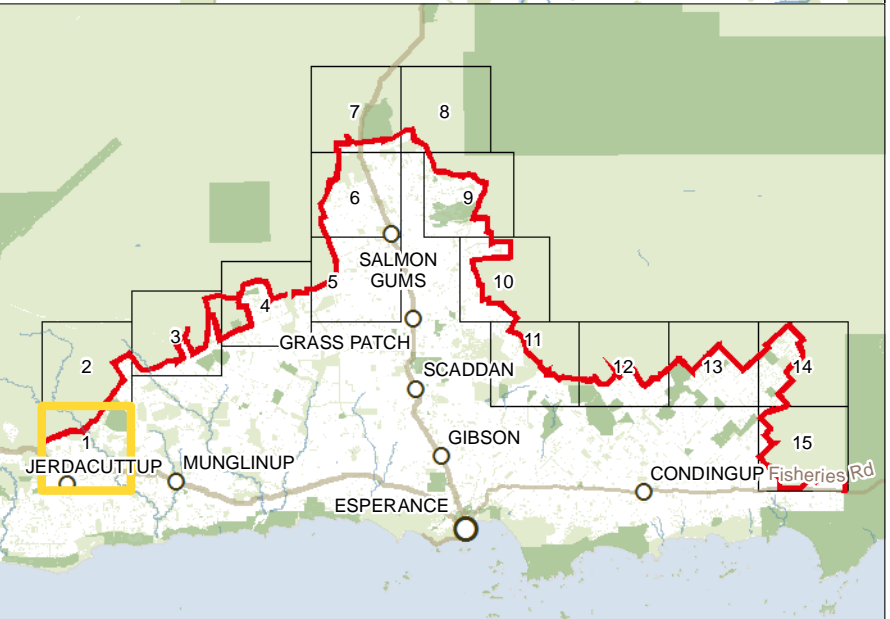 7
8
6
9
SALMON
GUMS
5
10
4
3
GRASS PATCH
11
2
SCADDAN
12
13
14
1
GIBSON
15
JERDACUTTUP
MUNGLINUP
CONDINGUP
Fisheries Rd
ESPERANCE